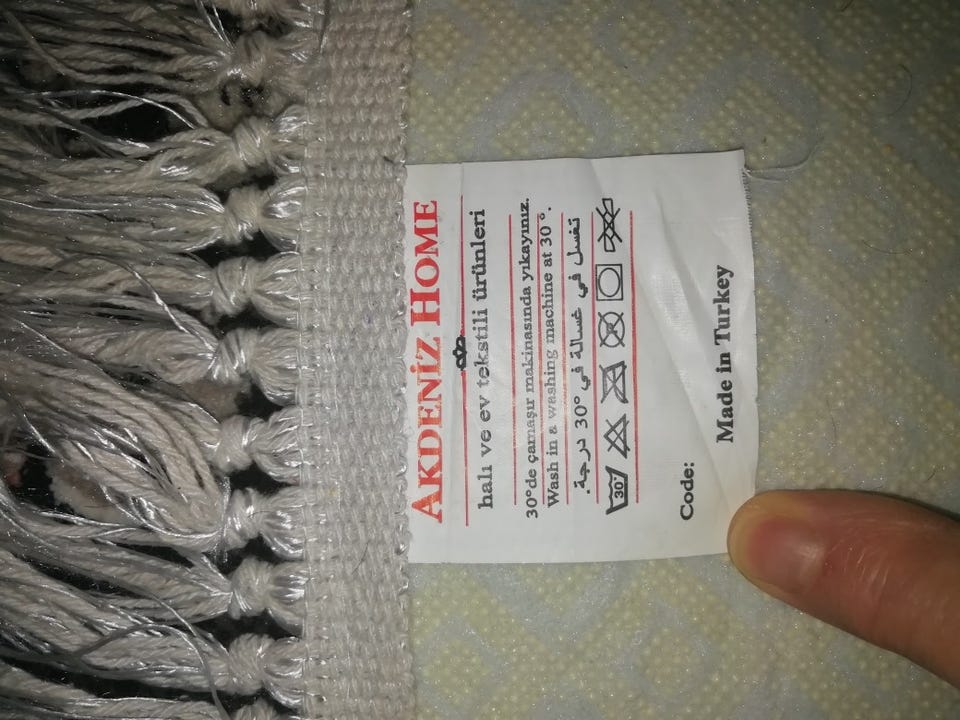 AKDENİZ HOME
halı ve ev tekstili ürünleri
30°de çamaşır makinasında yıkayınız.
Wash in a washing machine at 30°.
تغسل في غسالة في 30° درجة.
30°
Code:
Made in Turkey